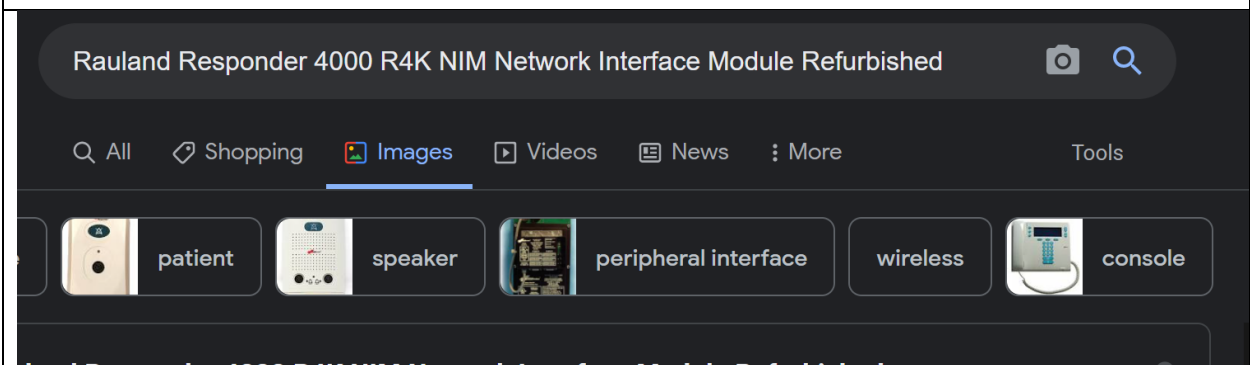 Rauland Responder 4000 R4K NIM Network Interface Module Refurbished
All Shopping Images Videos News More Tools
patient speaker peripheral interface wireless console